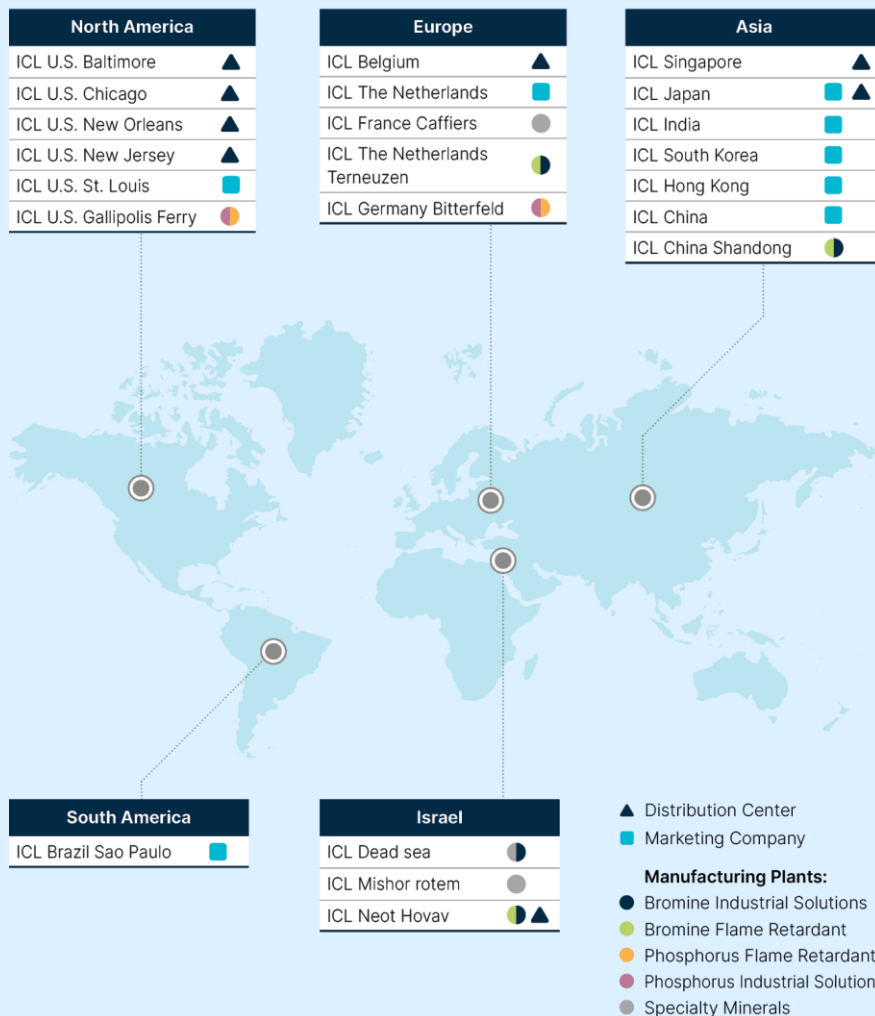 North America
ICL U.S. Baltimore
ICL U.S. Chicago
ICL U.S. New Orleans
ICL U.S. New Jersey
ICL U.S. St. Louis
ICL U.S. Gallipolis Ferry
Europe
ICL Belgium
ICL The Netherlands
ICL France Caffiers
ICL The Netherlands
Terneuzen
ICL Germany Bitterfeld
Asia
ICL Singapore
ICL Japan
ICL India
ICL South Korea
ICL Hong Kong
ICL China
ICL China Shandong
South America
ICL Brazil Sao Paulo
Israel
ICL Dead sea
ICL Mishor rotem
ICL Neot Hovav
Distribution Center
Marketing Company
Manufacturing Plants:
Bromine Industrial Solutions
Bromine Flame Retardant
Phosphorus Flame Retardant
Phosphorus Industrial Solution
Specialty Minerals